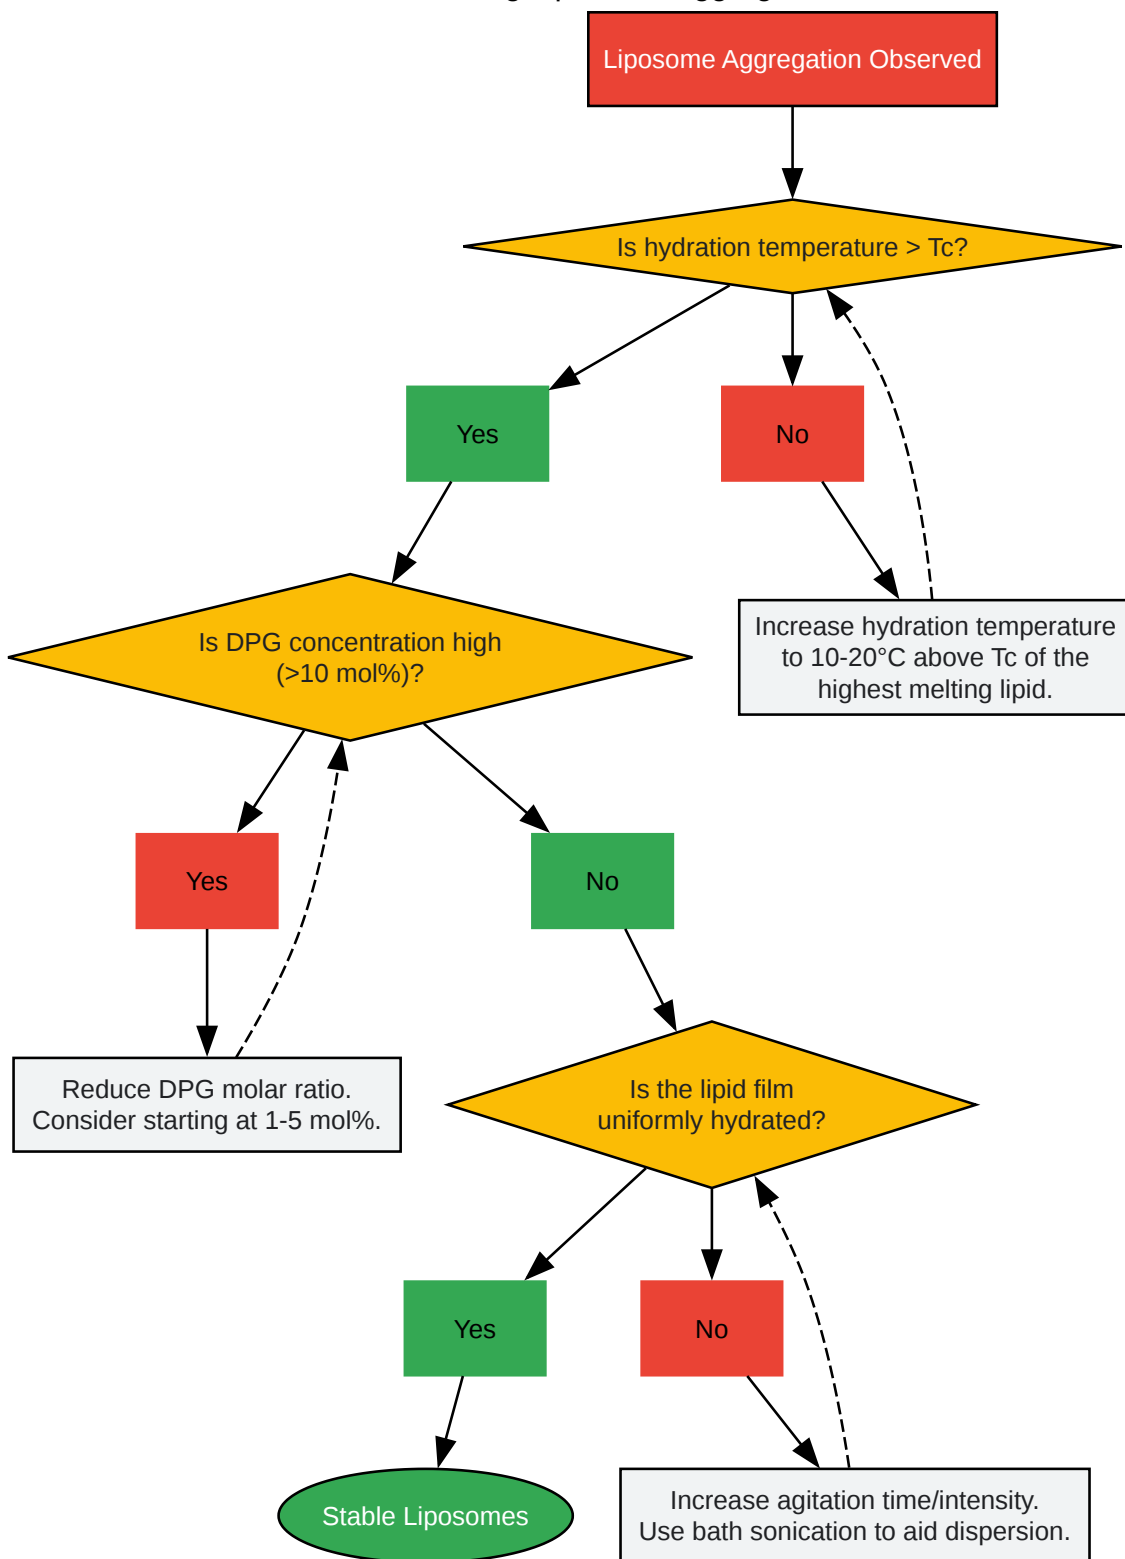 Liposome Aggregation Observed
Is hydration temperature > Tc?
Yes
No
Increase hydration temperature
to 10-20°C above Tc of the
highest melting lipid.
Is DPG concentration high
(>10 mol%)?
Yes
No
Reduce DPG molar ratio.
Consider starting at 1-5 mol%.
Is the lipid film
uniformly hydrated?
Yes
No
Stable Liposomes
Increase agitation time/intensity.
Use bath sonication to aid dispersion.